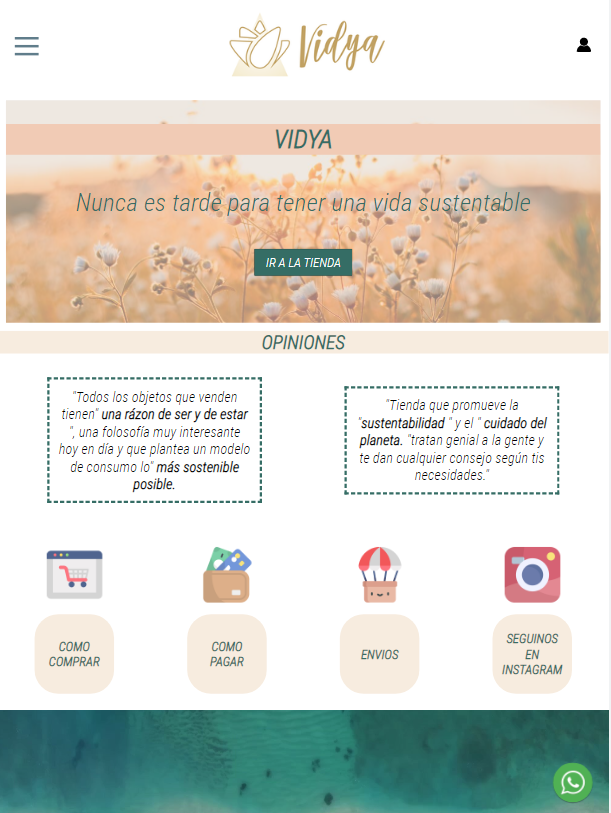 Vidya
VIDYA
Nunca es tarde para tener una vida sustentable
IR A LA TIENDA
OPINIONES
"Todos los objetos que venden
tienen" una rázon de ser y de estar
", una folosofía muy interesante
hoy en día y que plantea un modelo
de consumo lo" más sostenible
posible.
"Tienda que promueve la
"sustentabilidad " y el " cuidado del
planeta. "tratan genial a la gente y
te dan cualquier consejo según tis
necesidades."
COMO
COMPRAR
COMO
PAGAR
ENVIOS
SEGUINOS
EN
INSTAGRAM